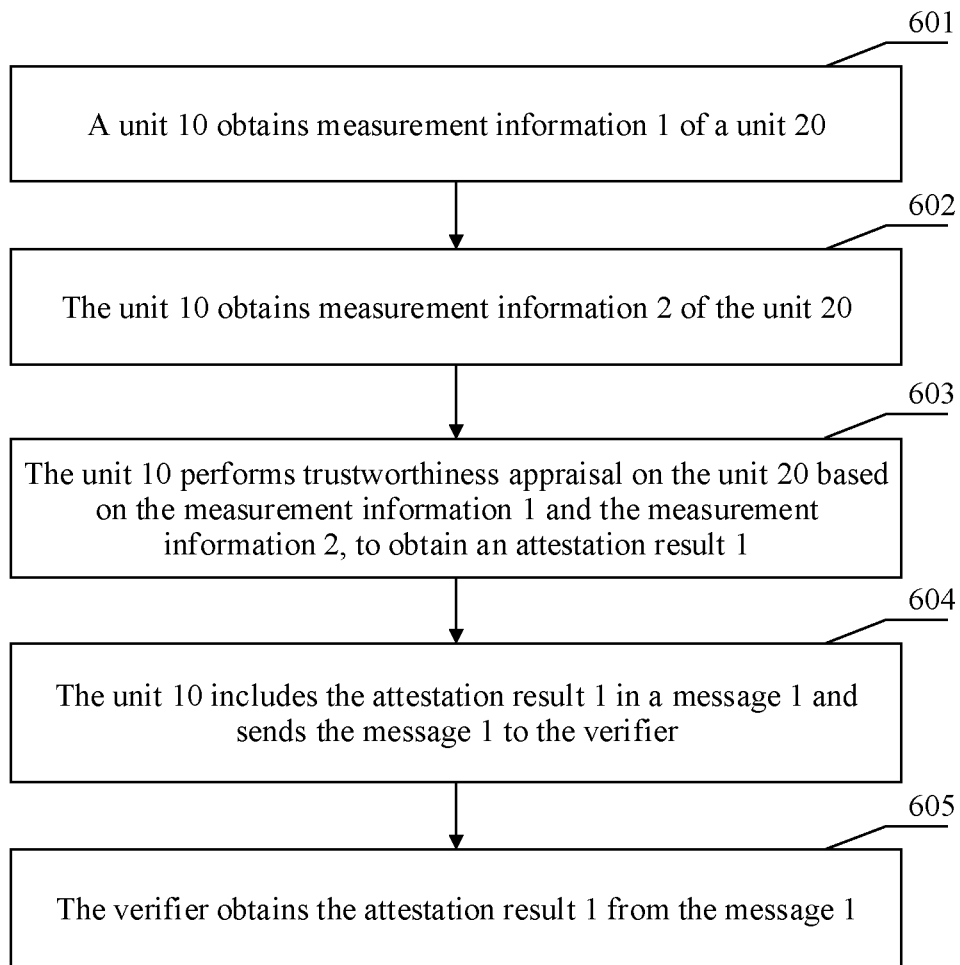 601
A unit 10 obtains measurement information 1 of a unit 20
602
The unit 10 obtains measurement information 2 of the unit 20
603
The unit 10 performs trustworthiness appraisal on the unit 20 based
on the measurement information 1 and the measurement
information 2, to obtain an attestation result 1
604
The unit 10 includes the attestation result 1 in a message 1 and
sends the message 1 to the verifier
605
The verifier obtains the attestation result 1 from the message 1